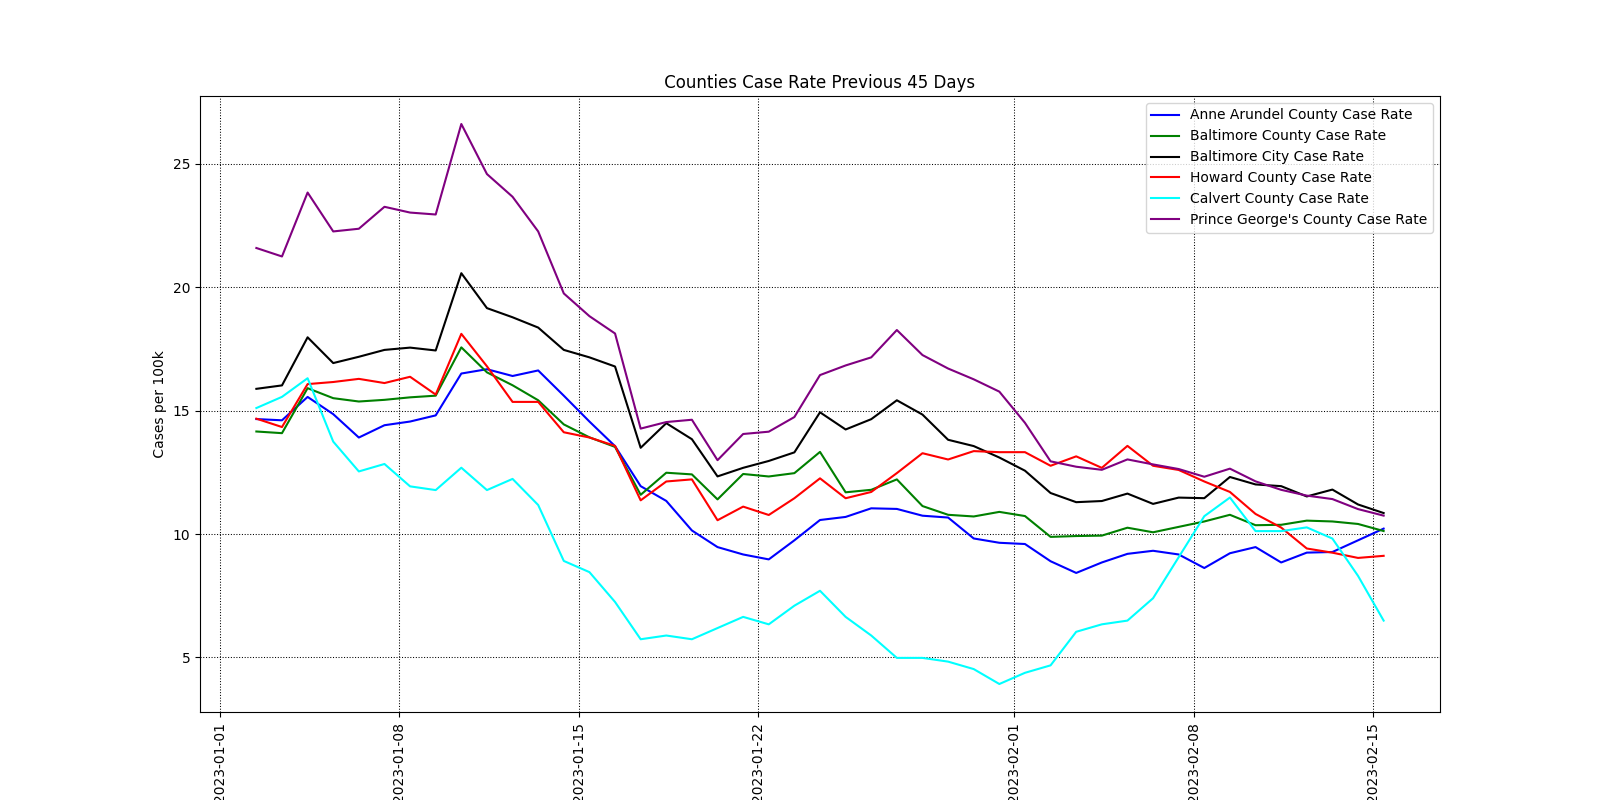 Counties Case Rate Previous 45 Days
Anne Arundel County Case Rate
Baltimore County Case Rate
Baltimore City Case Rate
Howard County Case Rate
Calvert County Case Rate
Prince George's County Case Rate
Cases per 100k
25
20
15
10
5
2023-01-01
2023-01-08
2023-01-15
2023-01-22
2023-02-01
2023-02-08
2023-02-15